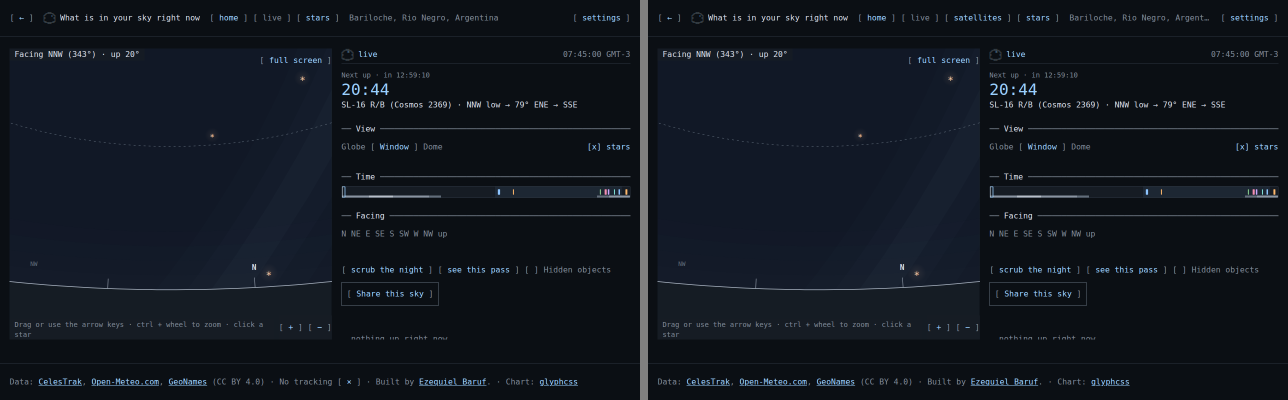 [ ← ] What is in your sky right now [ home ] [ live ] [ stars ] Bariloche, Rio Negro, Argentina [ settings ]
Facing NNW (343°) · up 20°
[ full screen ]
NW
N
Drag or use the arrow keys · ctrl + wheel to zoom · click a
star
[ + ] [ − ]
live 07:45:00 GMT-3
Next up · in 12:59:10
20:44
SL-16 R/B (Cosmos 2369) · NNW low → 79° ENE → SSE
View
Globe [ Window ] Dome [x] stars
Time
Facing
N NE E SE S SW W NW up
[ scrub the night ] [ see this pass ] [ ] Hidden objects
[ Share this sky ]
nothing up right now
Data: CelesTrak, Open-Meteo.com, GeoNames (CC BY 4.0) · No tracking [ × ] · Built by Ezequiel Baruf. · Chart: glyphcss
[ ← ] What is in your sky right now [ home ] [ live ] [ satellites ] [ stars ] Bariloche, Rio Negro, Argent… [ settings ]
Facing NNW (343°) · up 20°
[ full screen ]
NW
N
Drag or use the arrow keys · ctrl + wheel to zoom · click a
star
[ + ] [ − ]
live 07:45:00 GMT-3
Next up · in 12:59:10
20:44
SL-16 R/B (Cosmos 2369) · NNW low → 79° ENE → SSE
View
Globe [ Window ] Dome [x] stars
Time
Facing
N NE E SE S SW W NW up
[ scrub the night ] [ see this pass ] [ ] Hidden objects
[ Share this sky ]
nothing up right now
Data: CelesTrak, Open-Meteo.com, GeoNames (CC BY 4.0) · Built by Ezequiel Baruf. · Chart: glyphcss